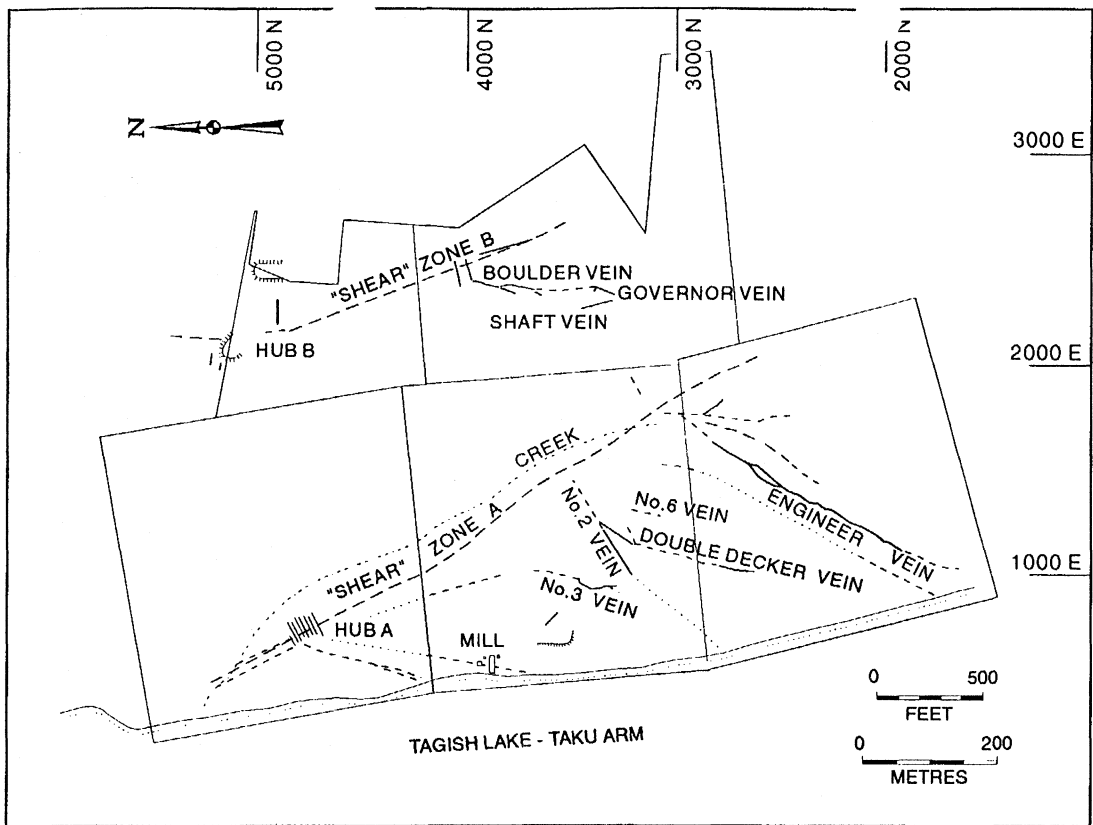 5000 N
4000 N
3000 N
2000 N
N
3000 E
"SHEAR" ZONE B
BOULDER VEIN
GOVERNOR VEIN
SHAFT VEIN
HUB B
2000 E
CREEK
"SHEAR" ZONE A
No.2 VEIN
No.6 VEIN
ENGINEER VEIN
DOUBLE DECKER VEIN
1000 E
No.3 VEIN
HUB A
MILL
0 500
FEET
TAGISH LAKE - TAKU ARM
0 200
METRES